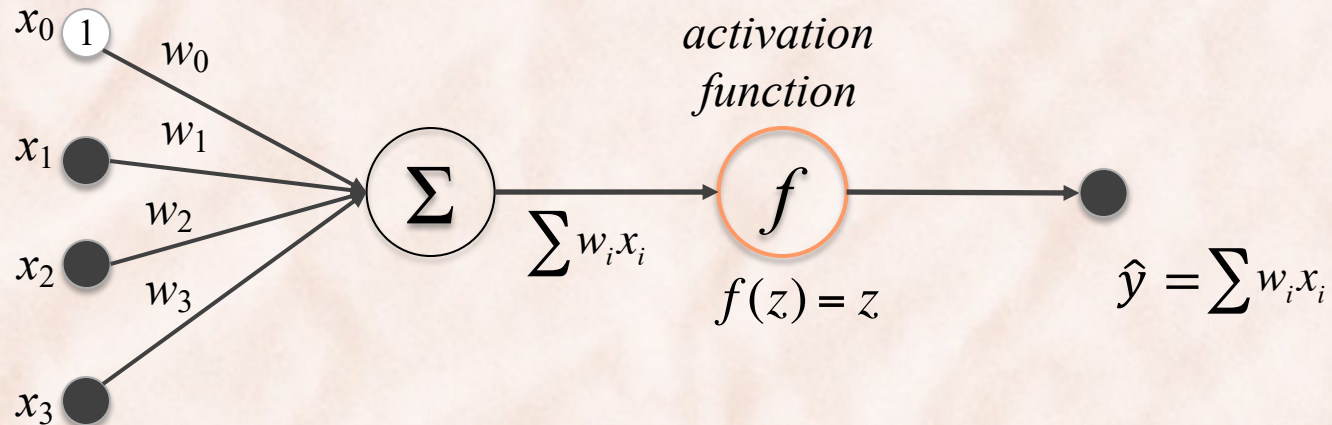 x0 1
w0
x1
w1
x2
w2
x3
w3
Σ
∑ wᵢxᵢ
activation
function
f
f(z) = z
ŷ = ∑ wᵢxᵢ